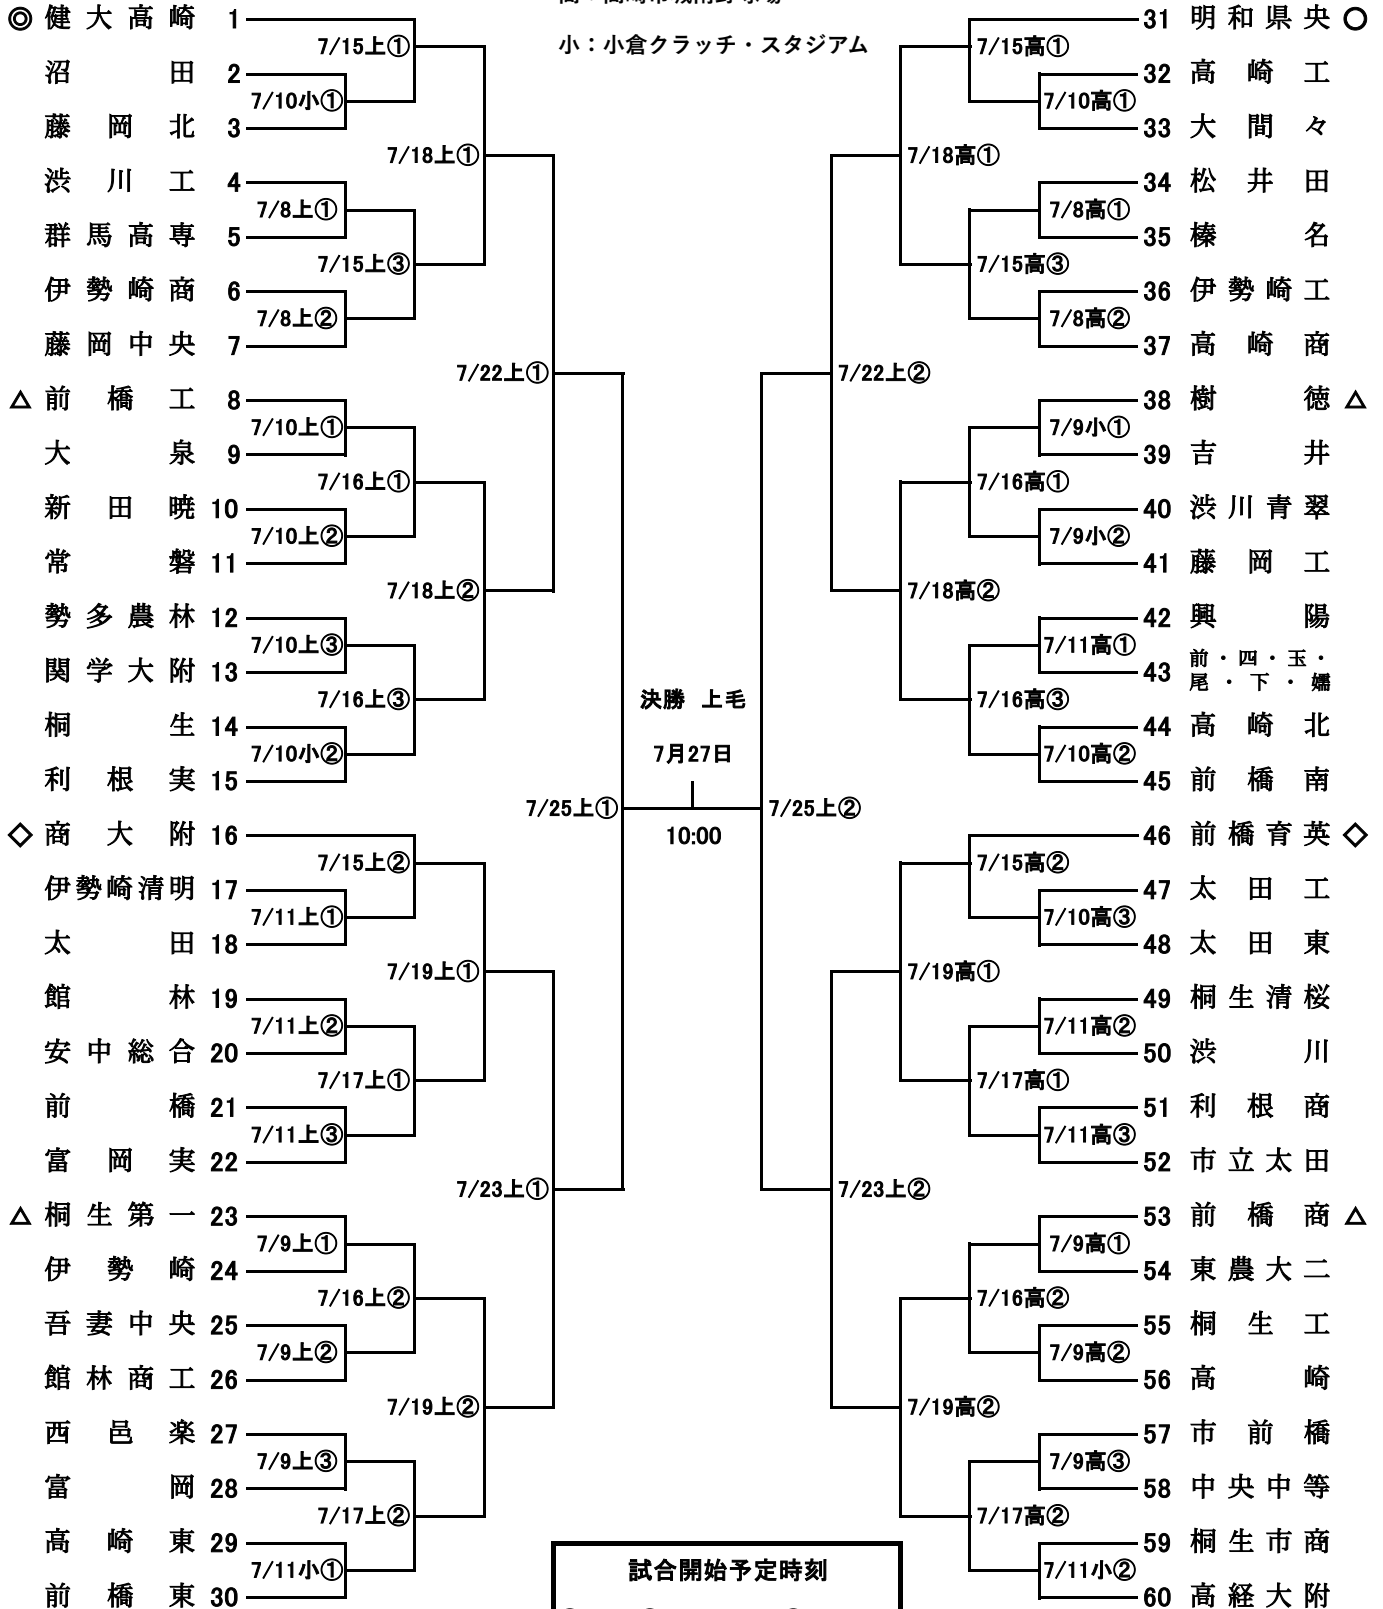 小：小倉クラッチ・スタジアム
◎ 健大高崎 1
7/15上①
沼田 2
7/10小①
藤岡北 3
7/18上①
渋川工 4
7/8上①
群馬高専 5
7/15上③
伊勢崎商 6
7/8上②
藤岡中央 7
7/22上①
△ 前橋工 8
7/10上①
大泉 9
7/16上①
新田暁 10
7/10上②
常磐 11
7/18上②
勢多農林 12
7/10上③
関学大附 13
7/16上③
桐生 14
7/10小②
利根実 15
7/25上①
◇ 商大附 16
7/15上②
伊勢崎清明 17
7/11上①
太田 18
7/19上①
館林 19
7/11上②
安中総合 20
7/17上①
前橋 21
7/11上③
富岡実 22
7/23上①
△ 桐生第一 23
7/9上①
伊勢崎 24
7/16上②
吾妻中央 25
7/9上②
館林商工 26
7/19上②
西邑楽 27
7/9上③
富岡 28
7/17上②
高崎東 29
7/11小①
前橋東 30
決勝 上毛
7月27日
10:00
31 明和県央 ○
7/15高①
32 高崎工
7/10高①
33 大間々
7/18高①
34 松井田
7/8高①
35 榛名
7/15高③
36 伊勢崎工
7/8高②
37 高崎商
7/22上②
38 樹徳 △
7/9小①
39 吉井
7/16高①
40 渋川青翠
7/9小②
41 藤岡工
7/18高②
42 興陽
7/11高①
43 前・四・玉・
尾・下・嬬
7/16高③
44 高崎北
7/10高②
45 前橋南
7/25上②
46 前橋育英 ◇
7/15高②
47 太田工
7/10高③
48 太田東
7/19高①
49 桐生清桜
7/11高②
50 渋川
7/17高①
51 利根商
7/11高③
52 市立太田
7/23上②
53 前橋商 △
7/9高①
54 東農大二
7/16高②
55 桐生工
7/9高②
56 高崎
7/19高②
57 市前橋
7/9高③
58 中央中等
7/17高②
59 桐生市商
7/11小②
60 高経大附
試合開始予定時刻